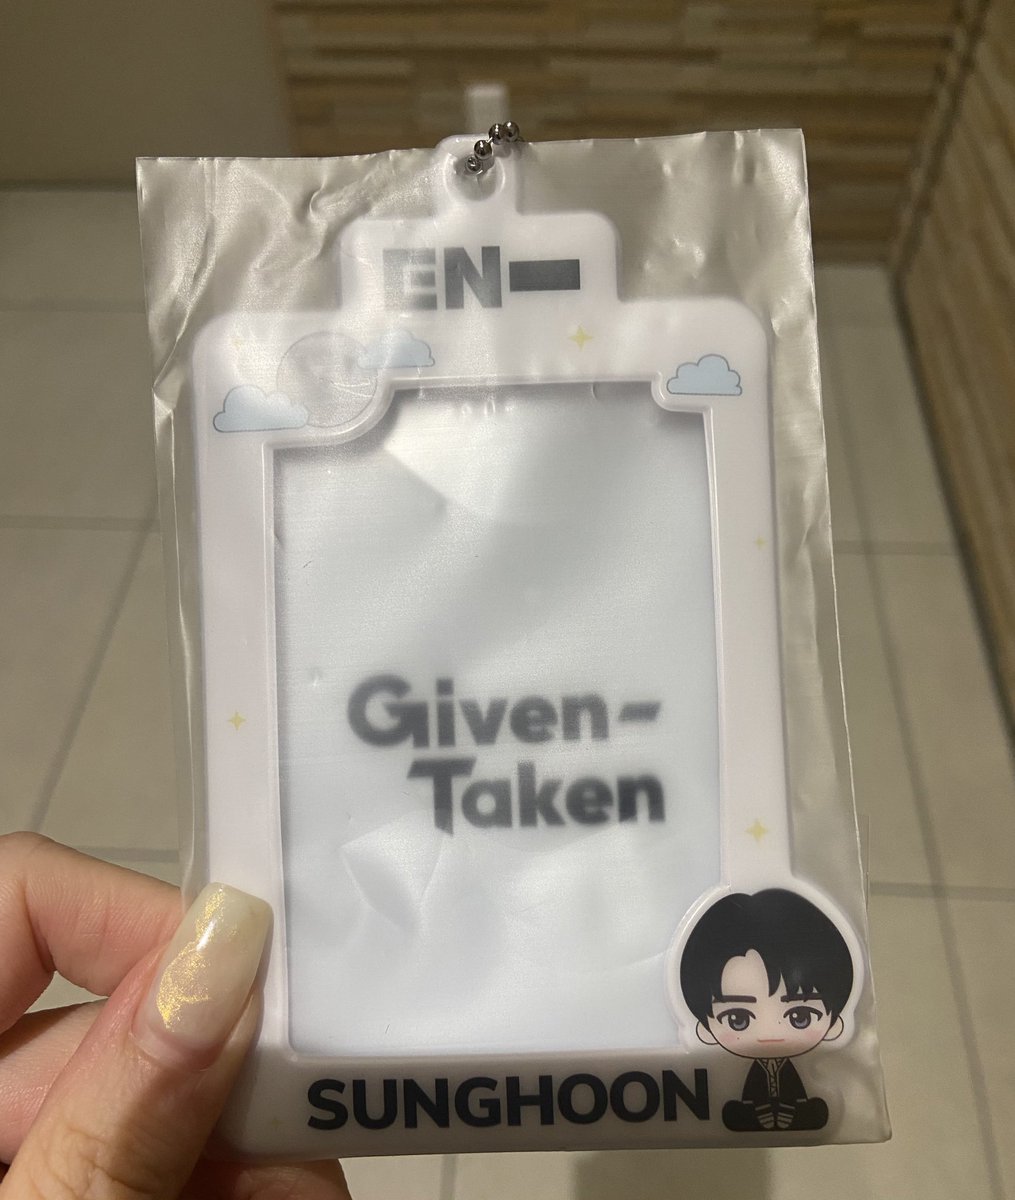 EN-
Given-
Taken
SUNGHOON